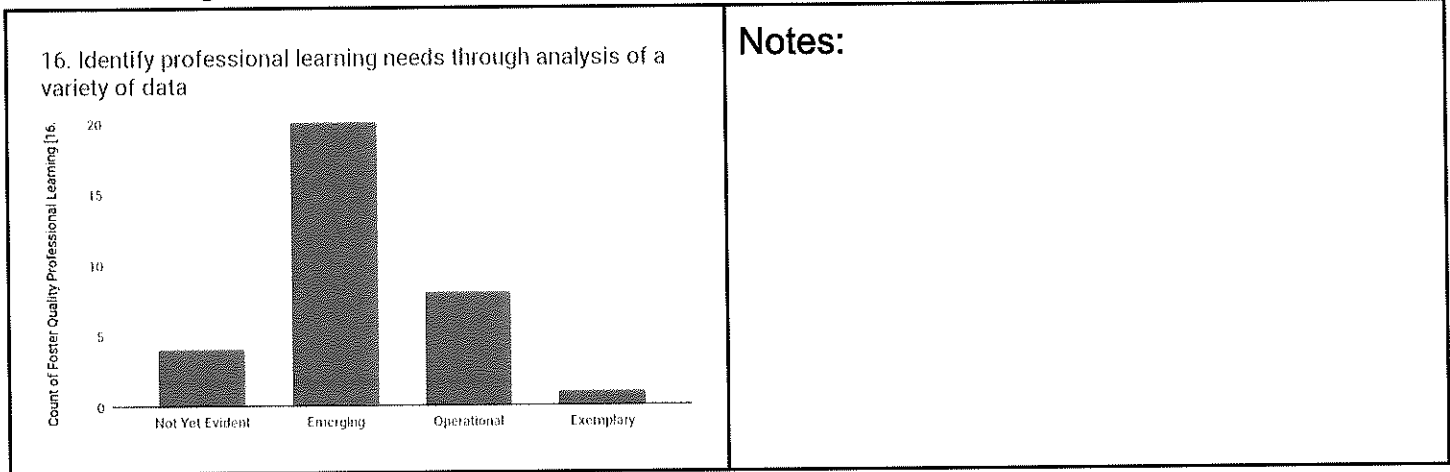 16. Identify professional learning needs through analysis of a
variety of data
Count of Foster Quality Professional Learning [16.
20
15
10
5
0
Not Yet Evident
Emerging
Operational
Exemplary
Notes: